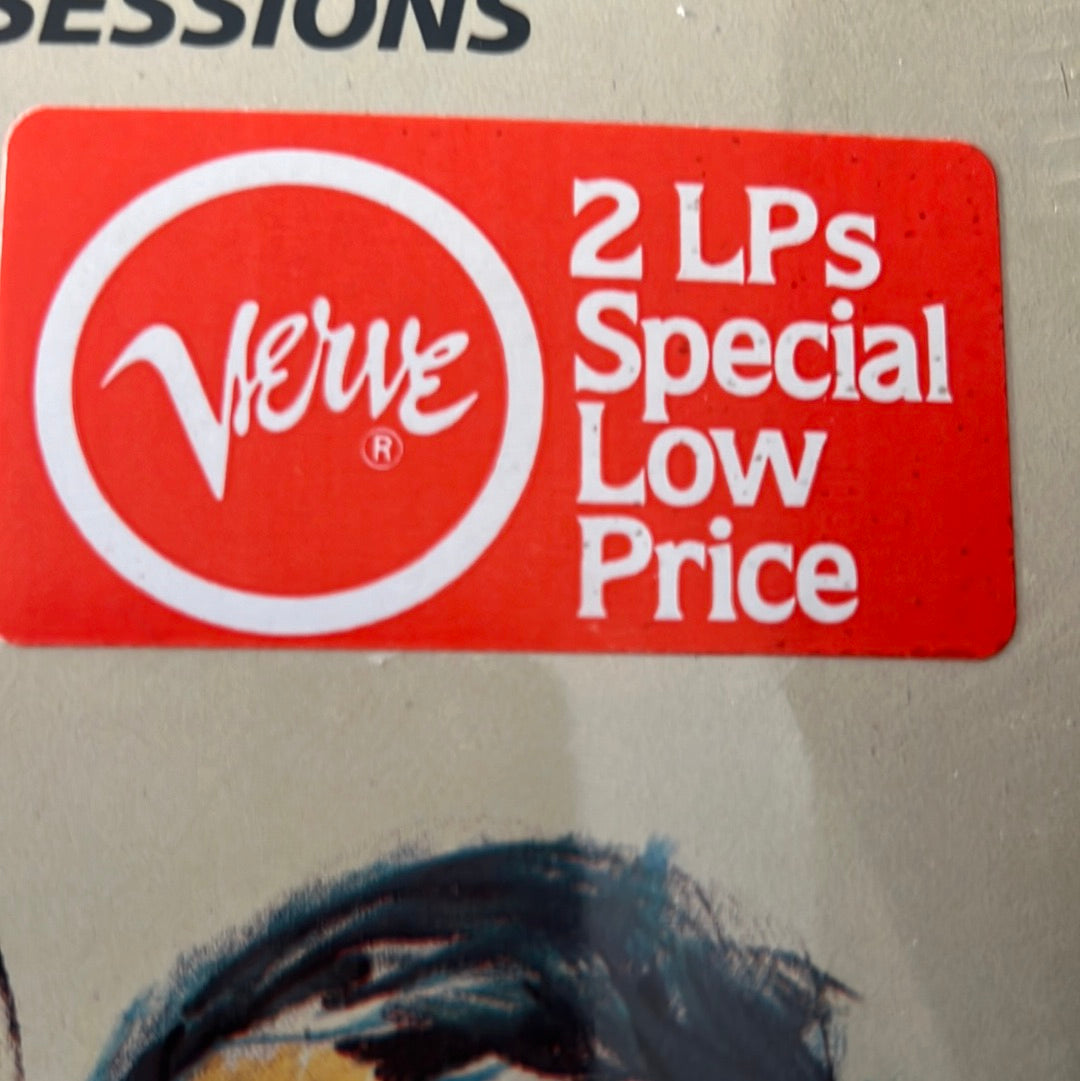 SESSIONS
Verve
®
2 LPs
Special
Low
Price